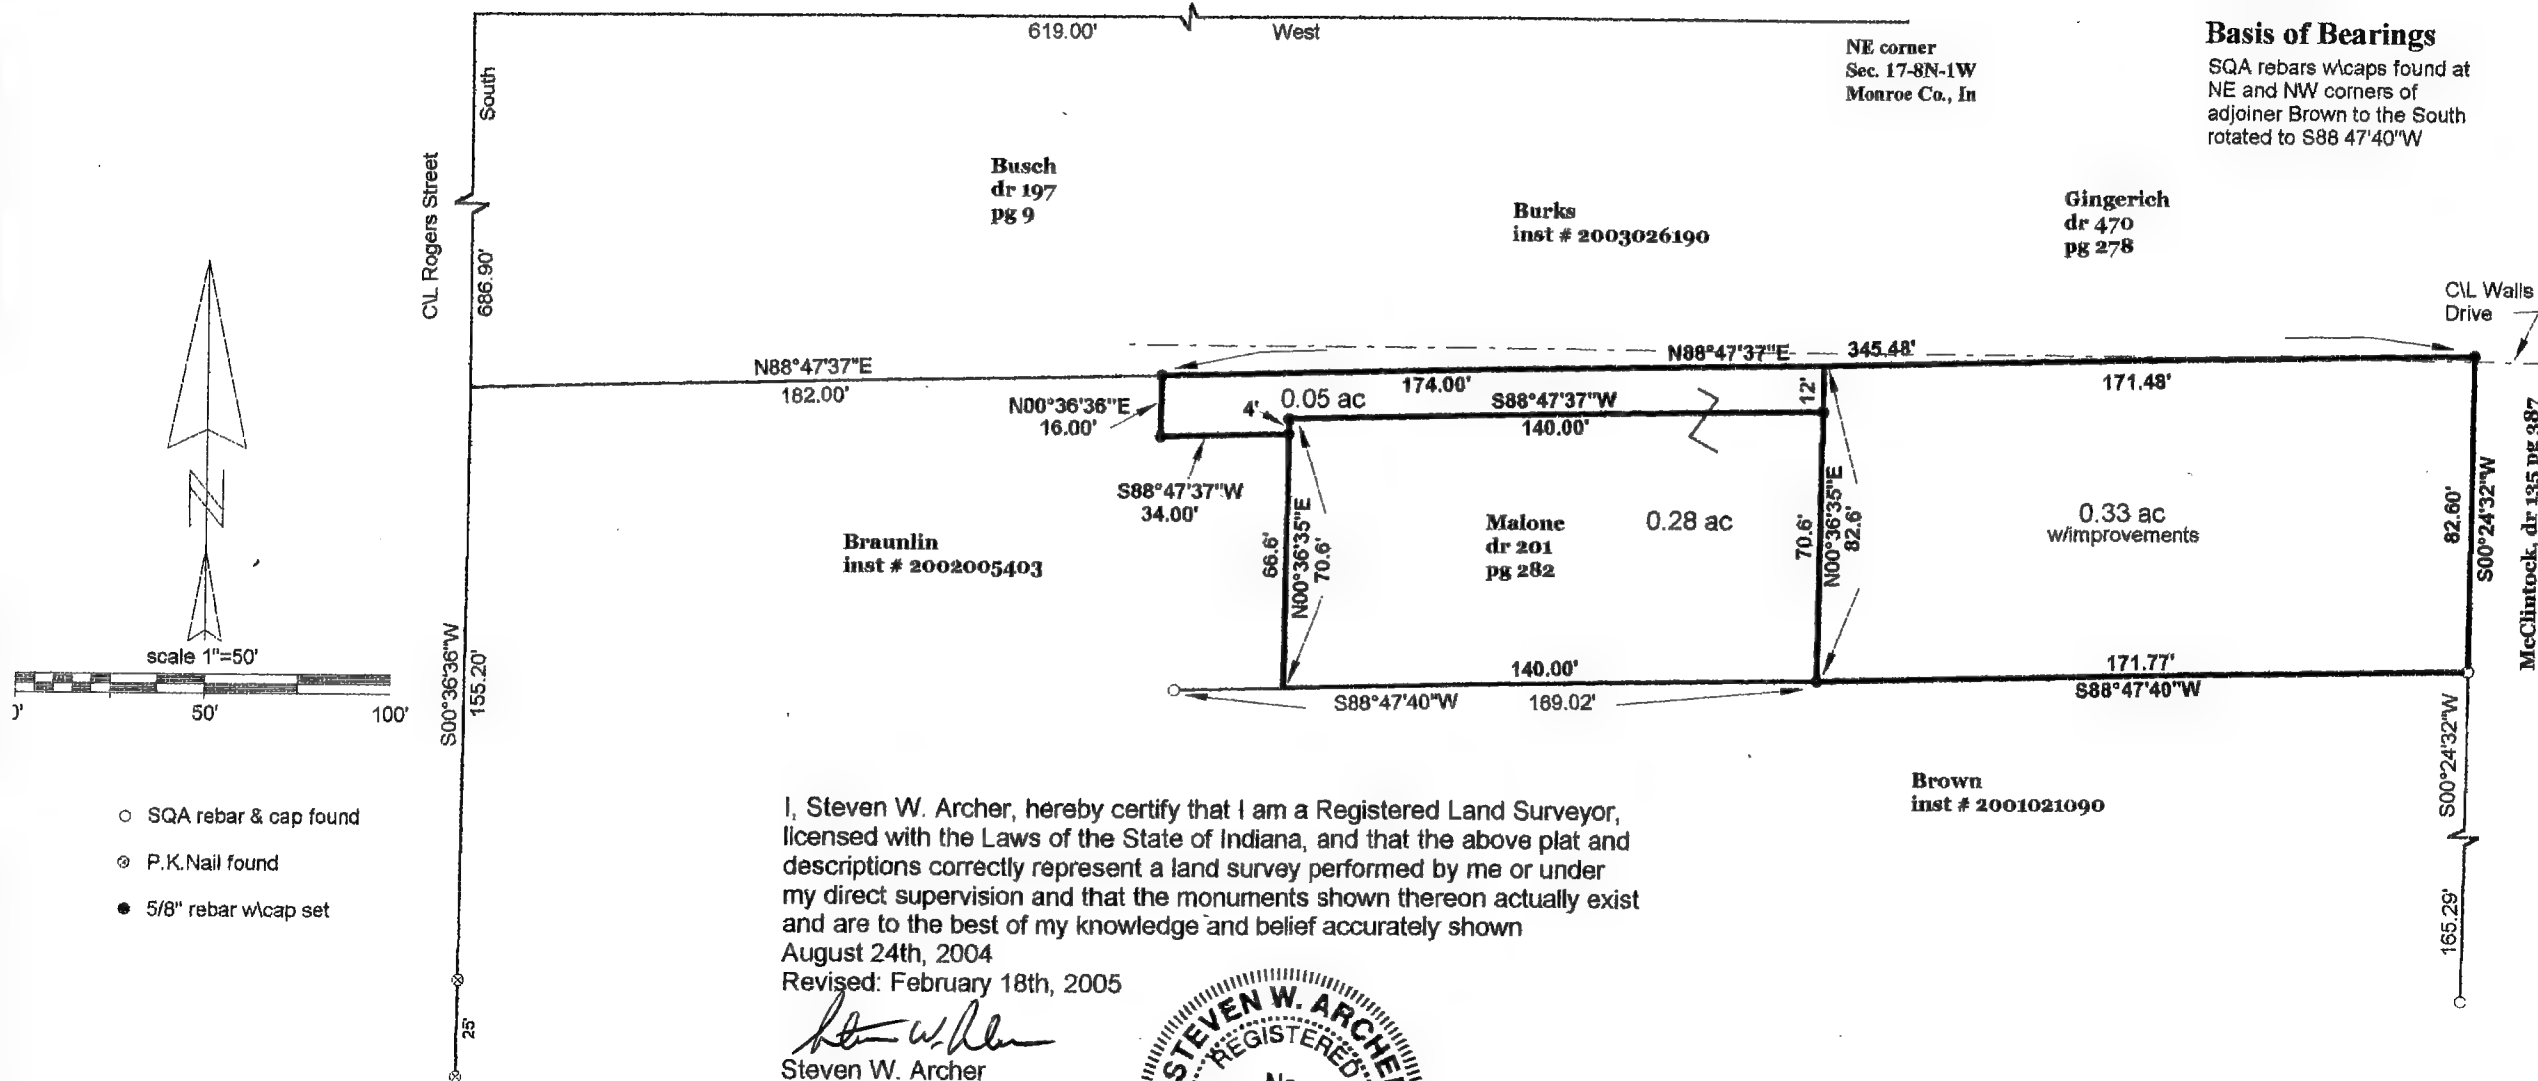 619.00'
West
NE corner
Sec. 17-8N-1W
Monroe Co., In
Basis of Bearings
SQA rebars w\caps found at
NE and NW corners of
adjoiner Brown to the South
rotated to S88 47'40"W
South
C\L Rogers Street
686.90'
Busch
dr 197
pg 9
Burks
inst # 2003026190
Gingerich
dr 470
pg 278
C\L Walls
Drive
N88°47'37"E
182.00'
N88°47'37"E
345.48'
174.00'
171.48'
N00°36'36"E
16.00'
4'
0.05 ac
S88°47'37"W
140.00'
12'
S88°47'37"W
34.00'
Braunlin
inst # 2002005403
66.6'
N00°36'35"E
70.6'
Malone
dr 201
pg 282
0.28 ac
70.6'
N00°36'35"E
82.6'
0.33 ac
w/improvements
82.60'
S00°24'32"W
McClintock, dr 135 pg 387
scale 1"=50'
50'
100'
N
S00°36'36"W
155.20'
140.00'
S88°47'40"W
189.02'
171.77'
S88°47'40"W
S00°24'32"W
165.29'
Brown
inst # 2001021090
SQA rebar & cap found
P.K.Nail found
5/8" rebar w\cap set
25'
I, Steven W. Archer, hereby certify that I am a Registered Land Surveyor,
licensed with the Laws of the State of Indiana, and that the above plat and
descriptions correctly represent a land survey performed by me or under
my direct supervision and that the monuments shown thereon actually exist
and are to the best of my knowledge and belief accurately shown
August 24th, 2004
Revised: February 18th, 2005
Steven W. Archer
STEVEN W. ARCHER
REGISTERED